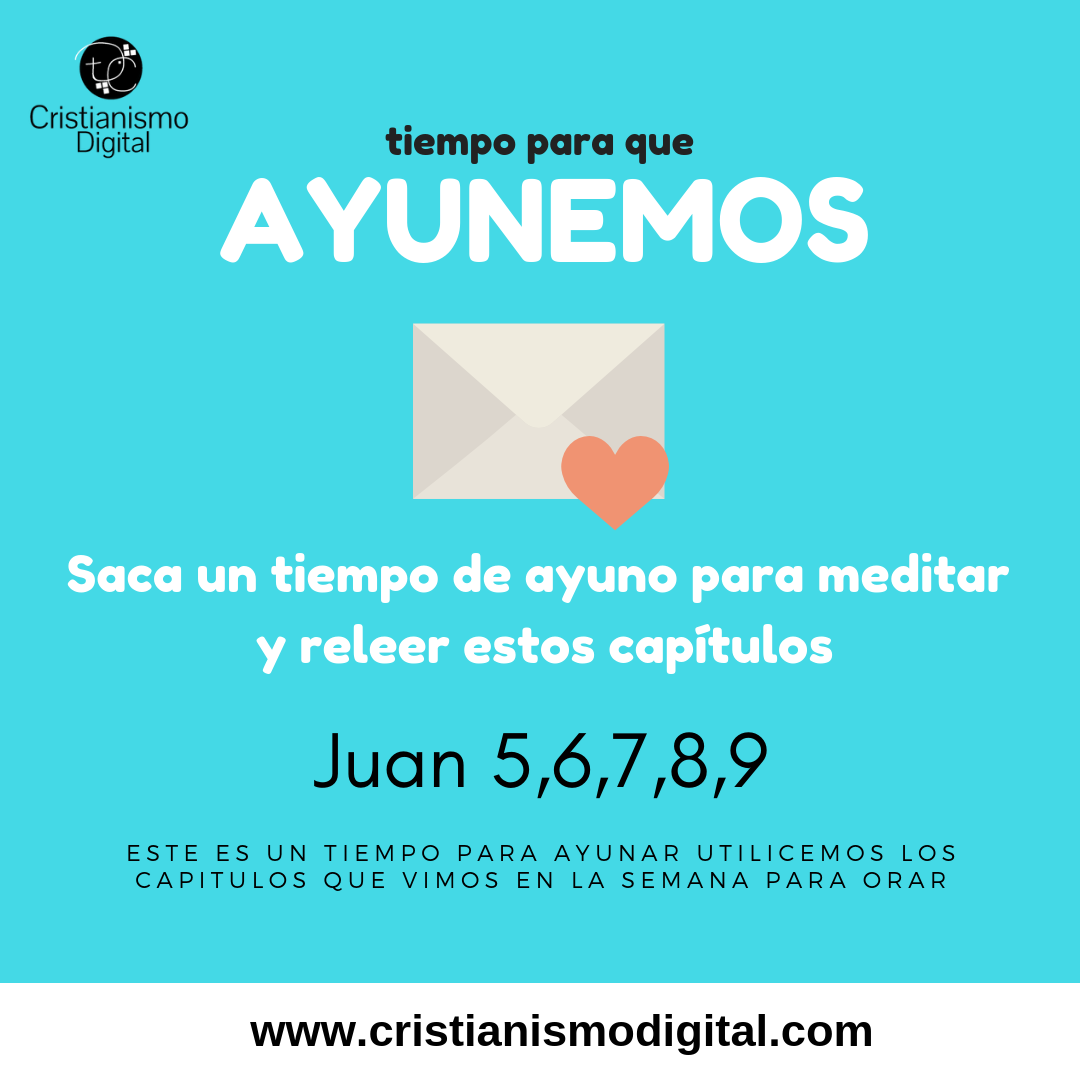 Cristianismo
Digital
tiempo para que
AYUNEMOS
Saca un tiempo de ayuno para meditar
y releer estos capítulos
Juan 5,6,7,8,9
ESTE ES UN TIEMPO PARA AYUNAR UTILICEMOS LOS
CAPITULOS QUE VIMOS EN LA SEMANA PARA ORAR
www.cristianismodigital.com